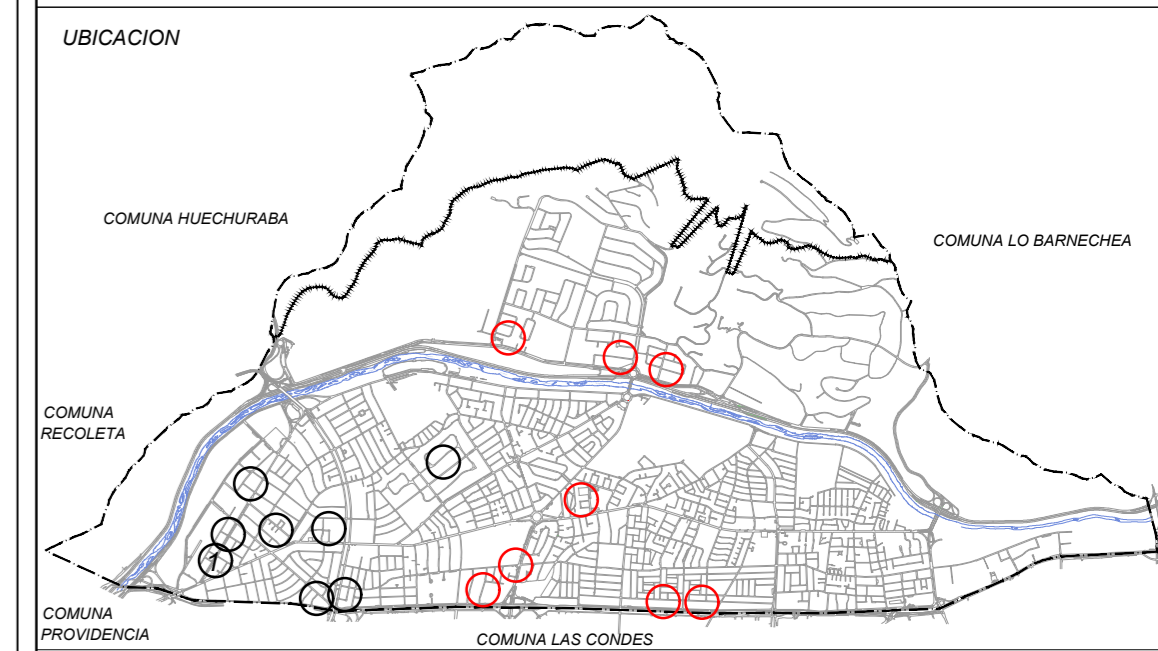 UBICACION
COMUNA HUECHURABA
COMUNA LO BARNECHEA
COMUNA
RECOLETA
1
COMUNA
PROVIDENCIA
COMUNA LAS CONDES